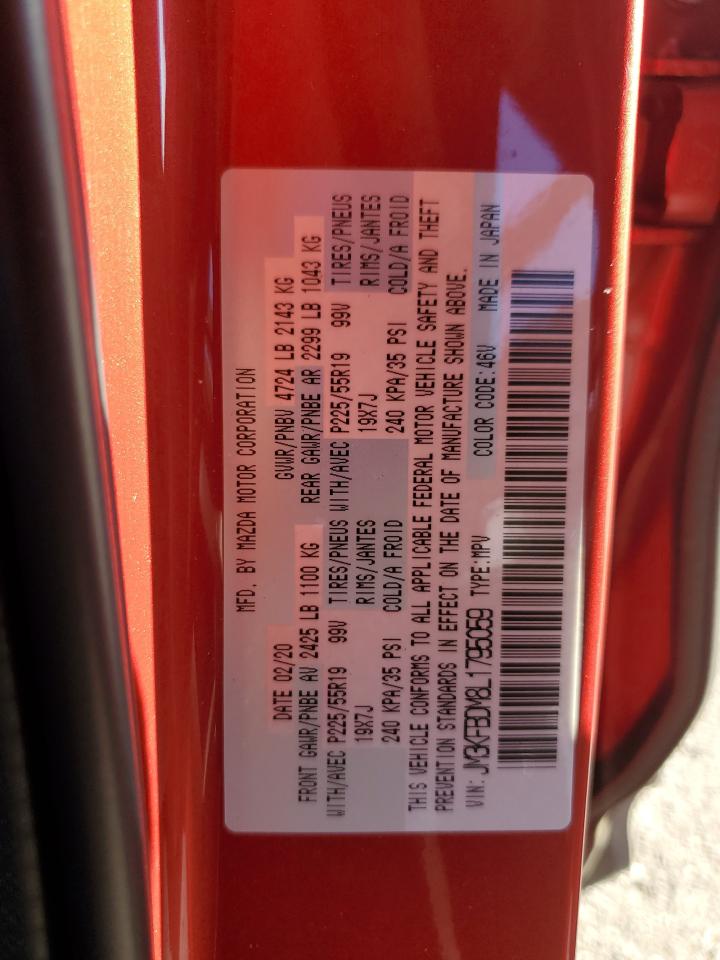 MFD. BY MAZDA MOTOR CORPORATION
DATE 02/20 GVWR/PNBV 4724 LB 2143 KG
FRONT GAWR/PNBE AV 2425 LB 1100 KG REAR GAWR/PNBE AR 2299 LB 1043 KG
WITH/AVEC P225/55R19 99V TIRES/PNEUS WITH/AVEC P225/55R19 99V TIRES/PNEUS
19X7J RIMS/JANTES 19X7J RIMS/JANTES
240 KPA/35 PSI COLD/A FROID 240 KPA/35 PSI COLD/A FROID
THIS VEHICLE CONFORMS TO ALL APPLICABLE FEDERAL MOTOR VEHICLE SAFETY AND THEFT
PREVENTION STANDARDS IN EFFECT ON THE DATE OF MANUFACTURE SHOWN ABOVE.
VIN: JM3KFBDM8L1795059 TYPE:MPV COLOR CODE:46V MADE IN JAPAN